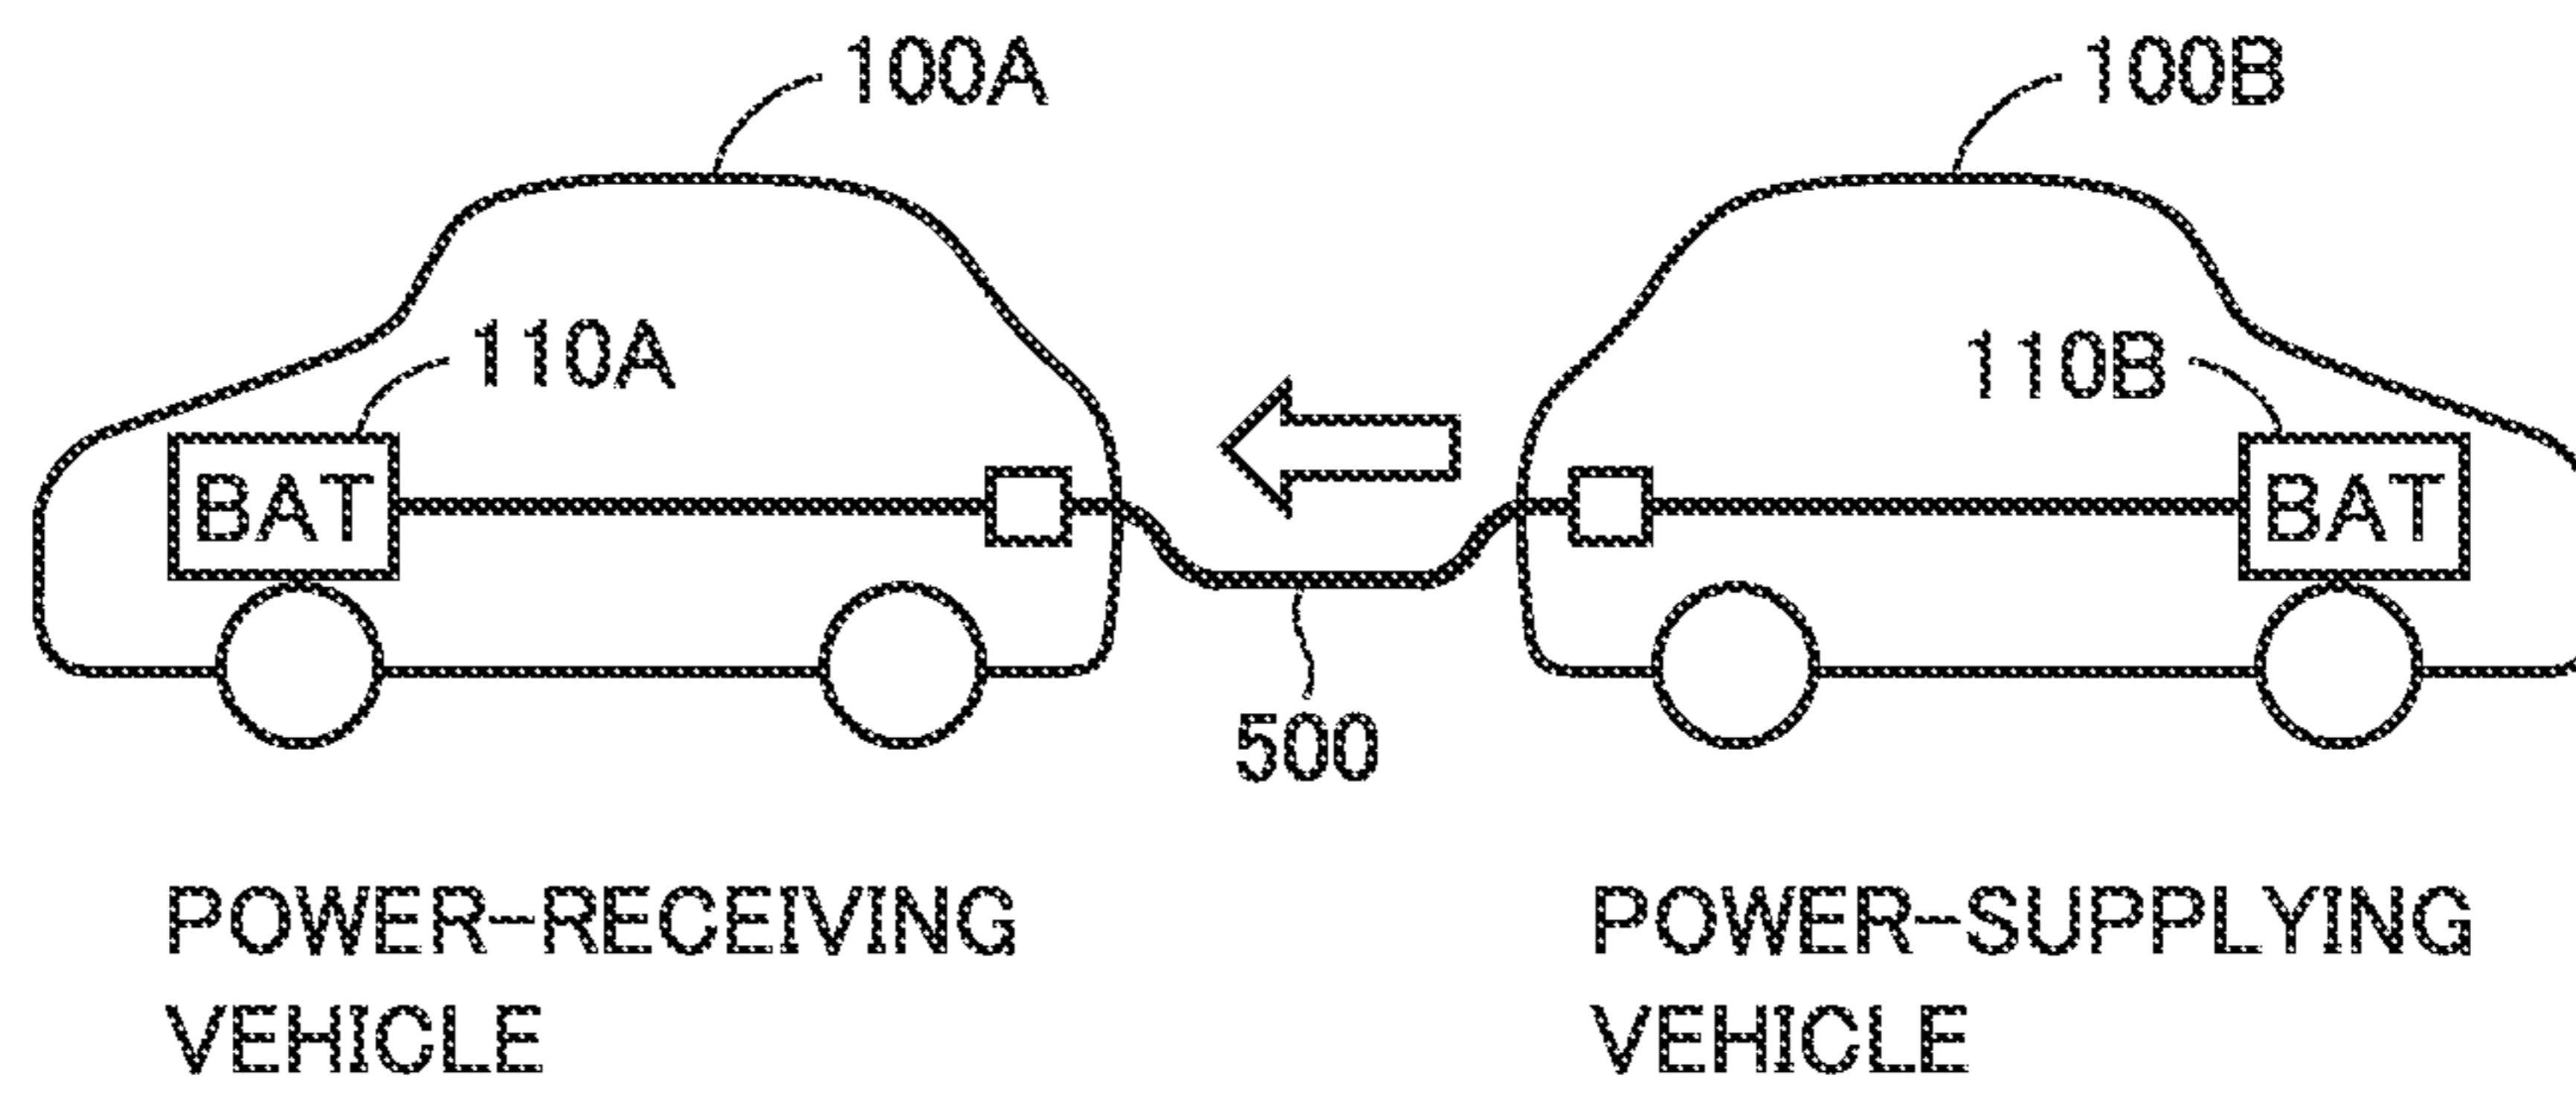 100A
100B
110A
110B
BAT
BAT
500
POWER-RECEIVING
VEHICLE
POWER-SUPPLYING
VEHICLE